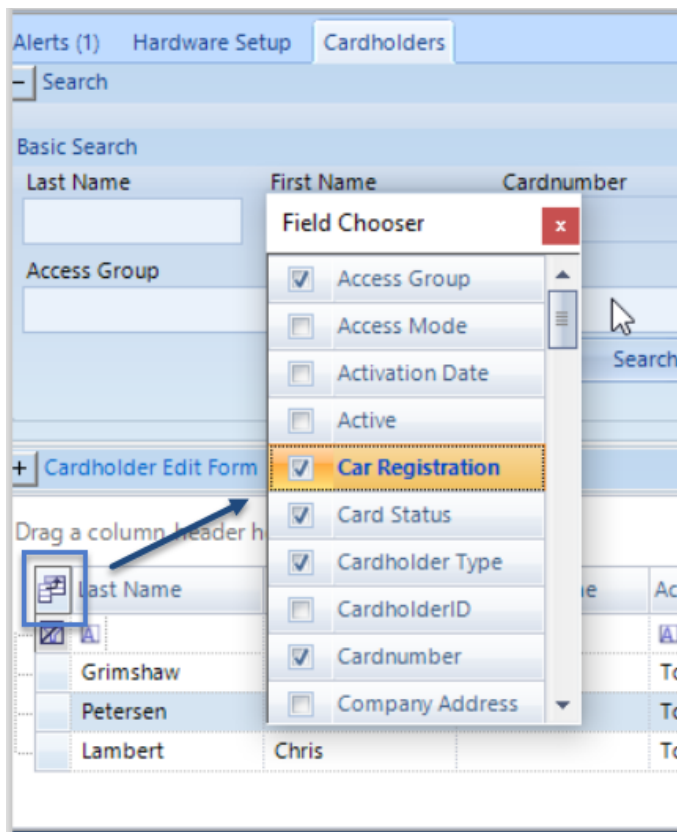 Alerts (1) Hardware Setup Cardholders
Search
Basic Search
Last Name First Name Cardnumber
Field Chooser x
Access Group
Access Group
Access Mode
Activation Date
Search
Active
Cardholder Edit Form
Car Registration
Card Status
Drag a column header h
Cardholder Type
Last Name
CardholderID
Cardnumber
Grimshaw
Company Address
Petersen
Lambert Chris